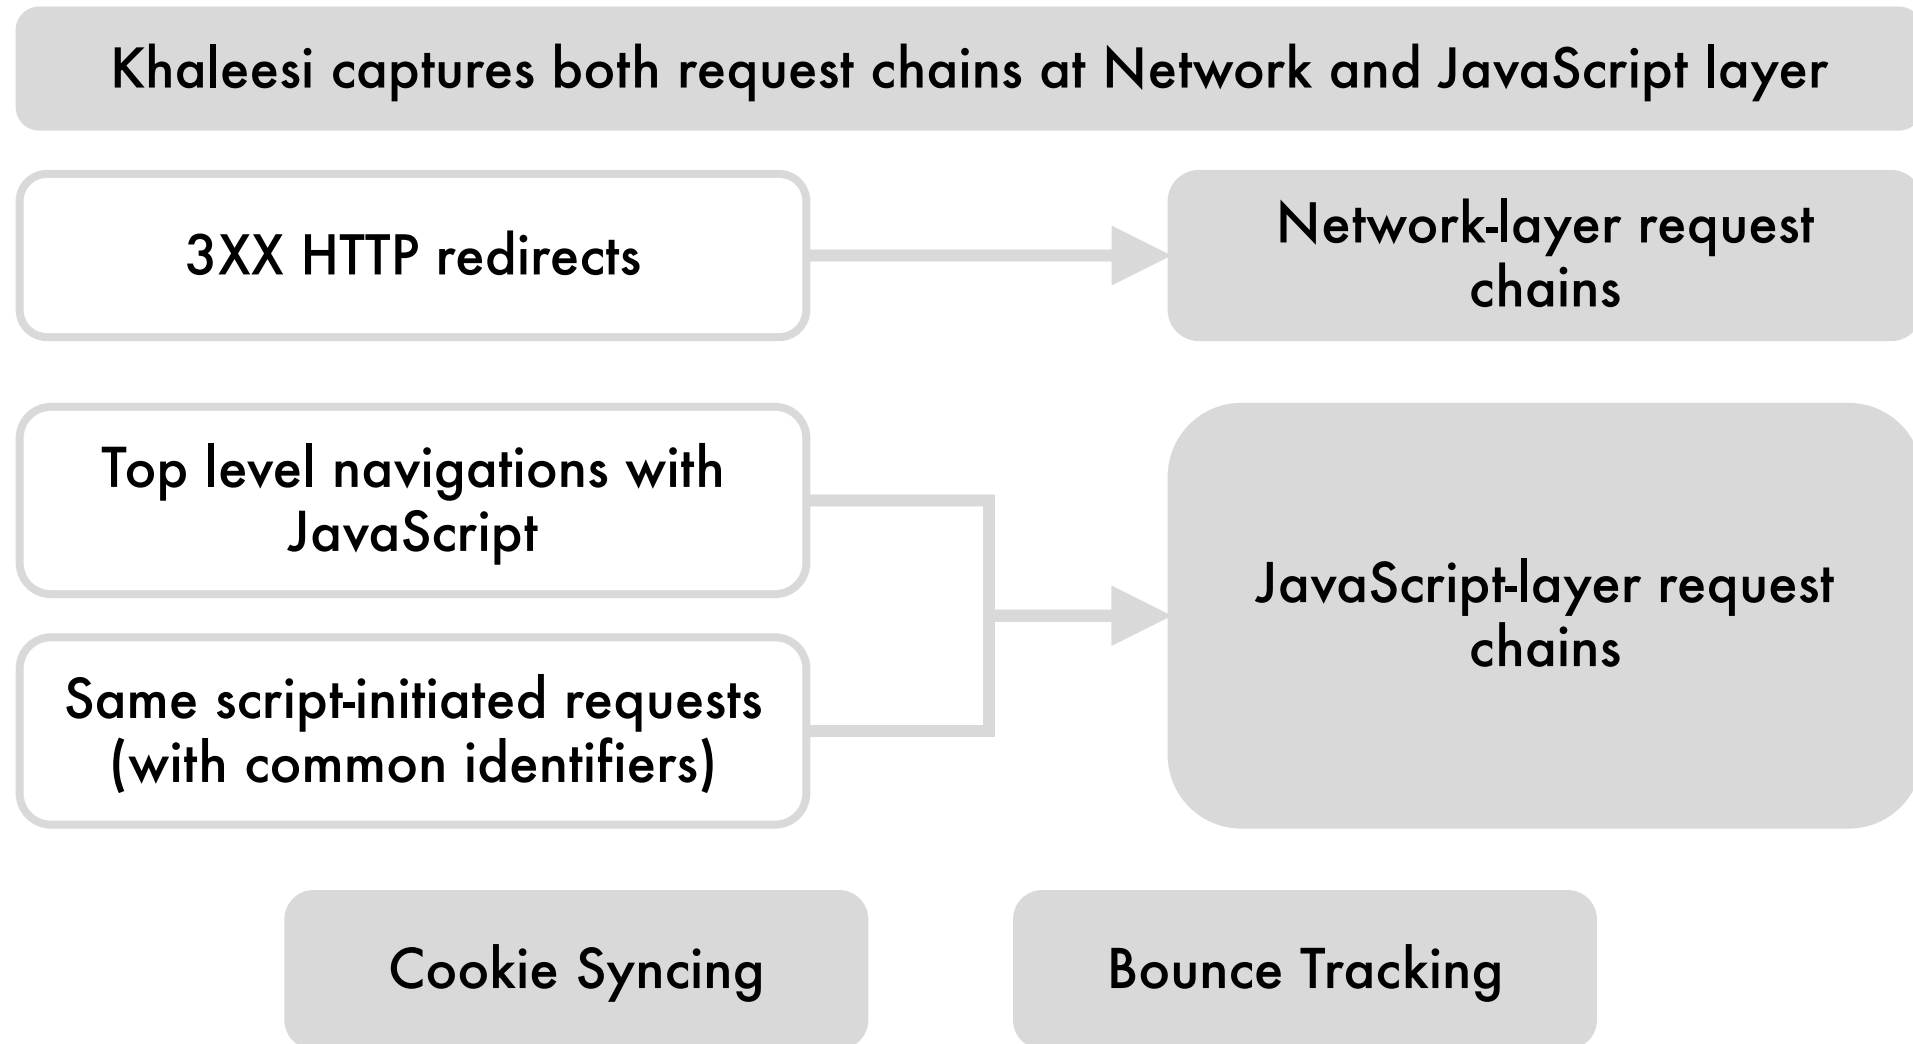 Khaleesi captures both request chains at Network and JavaScript layer
3XX HTTP redirects
Network-layer request
chains
Top level navigations with
JavaScript
Same script-initiated requests
(with common identifiers)
JavaScript-layer request
chains
Cookie Syncing
Bounce Tracking